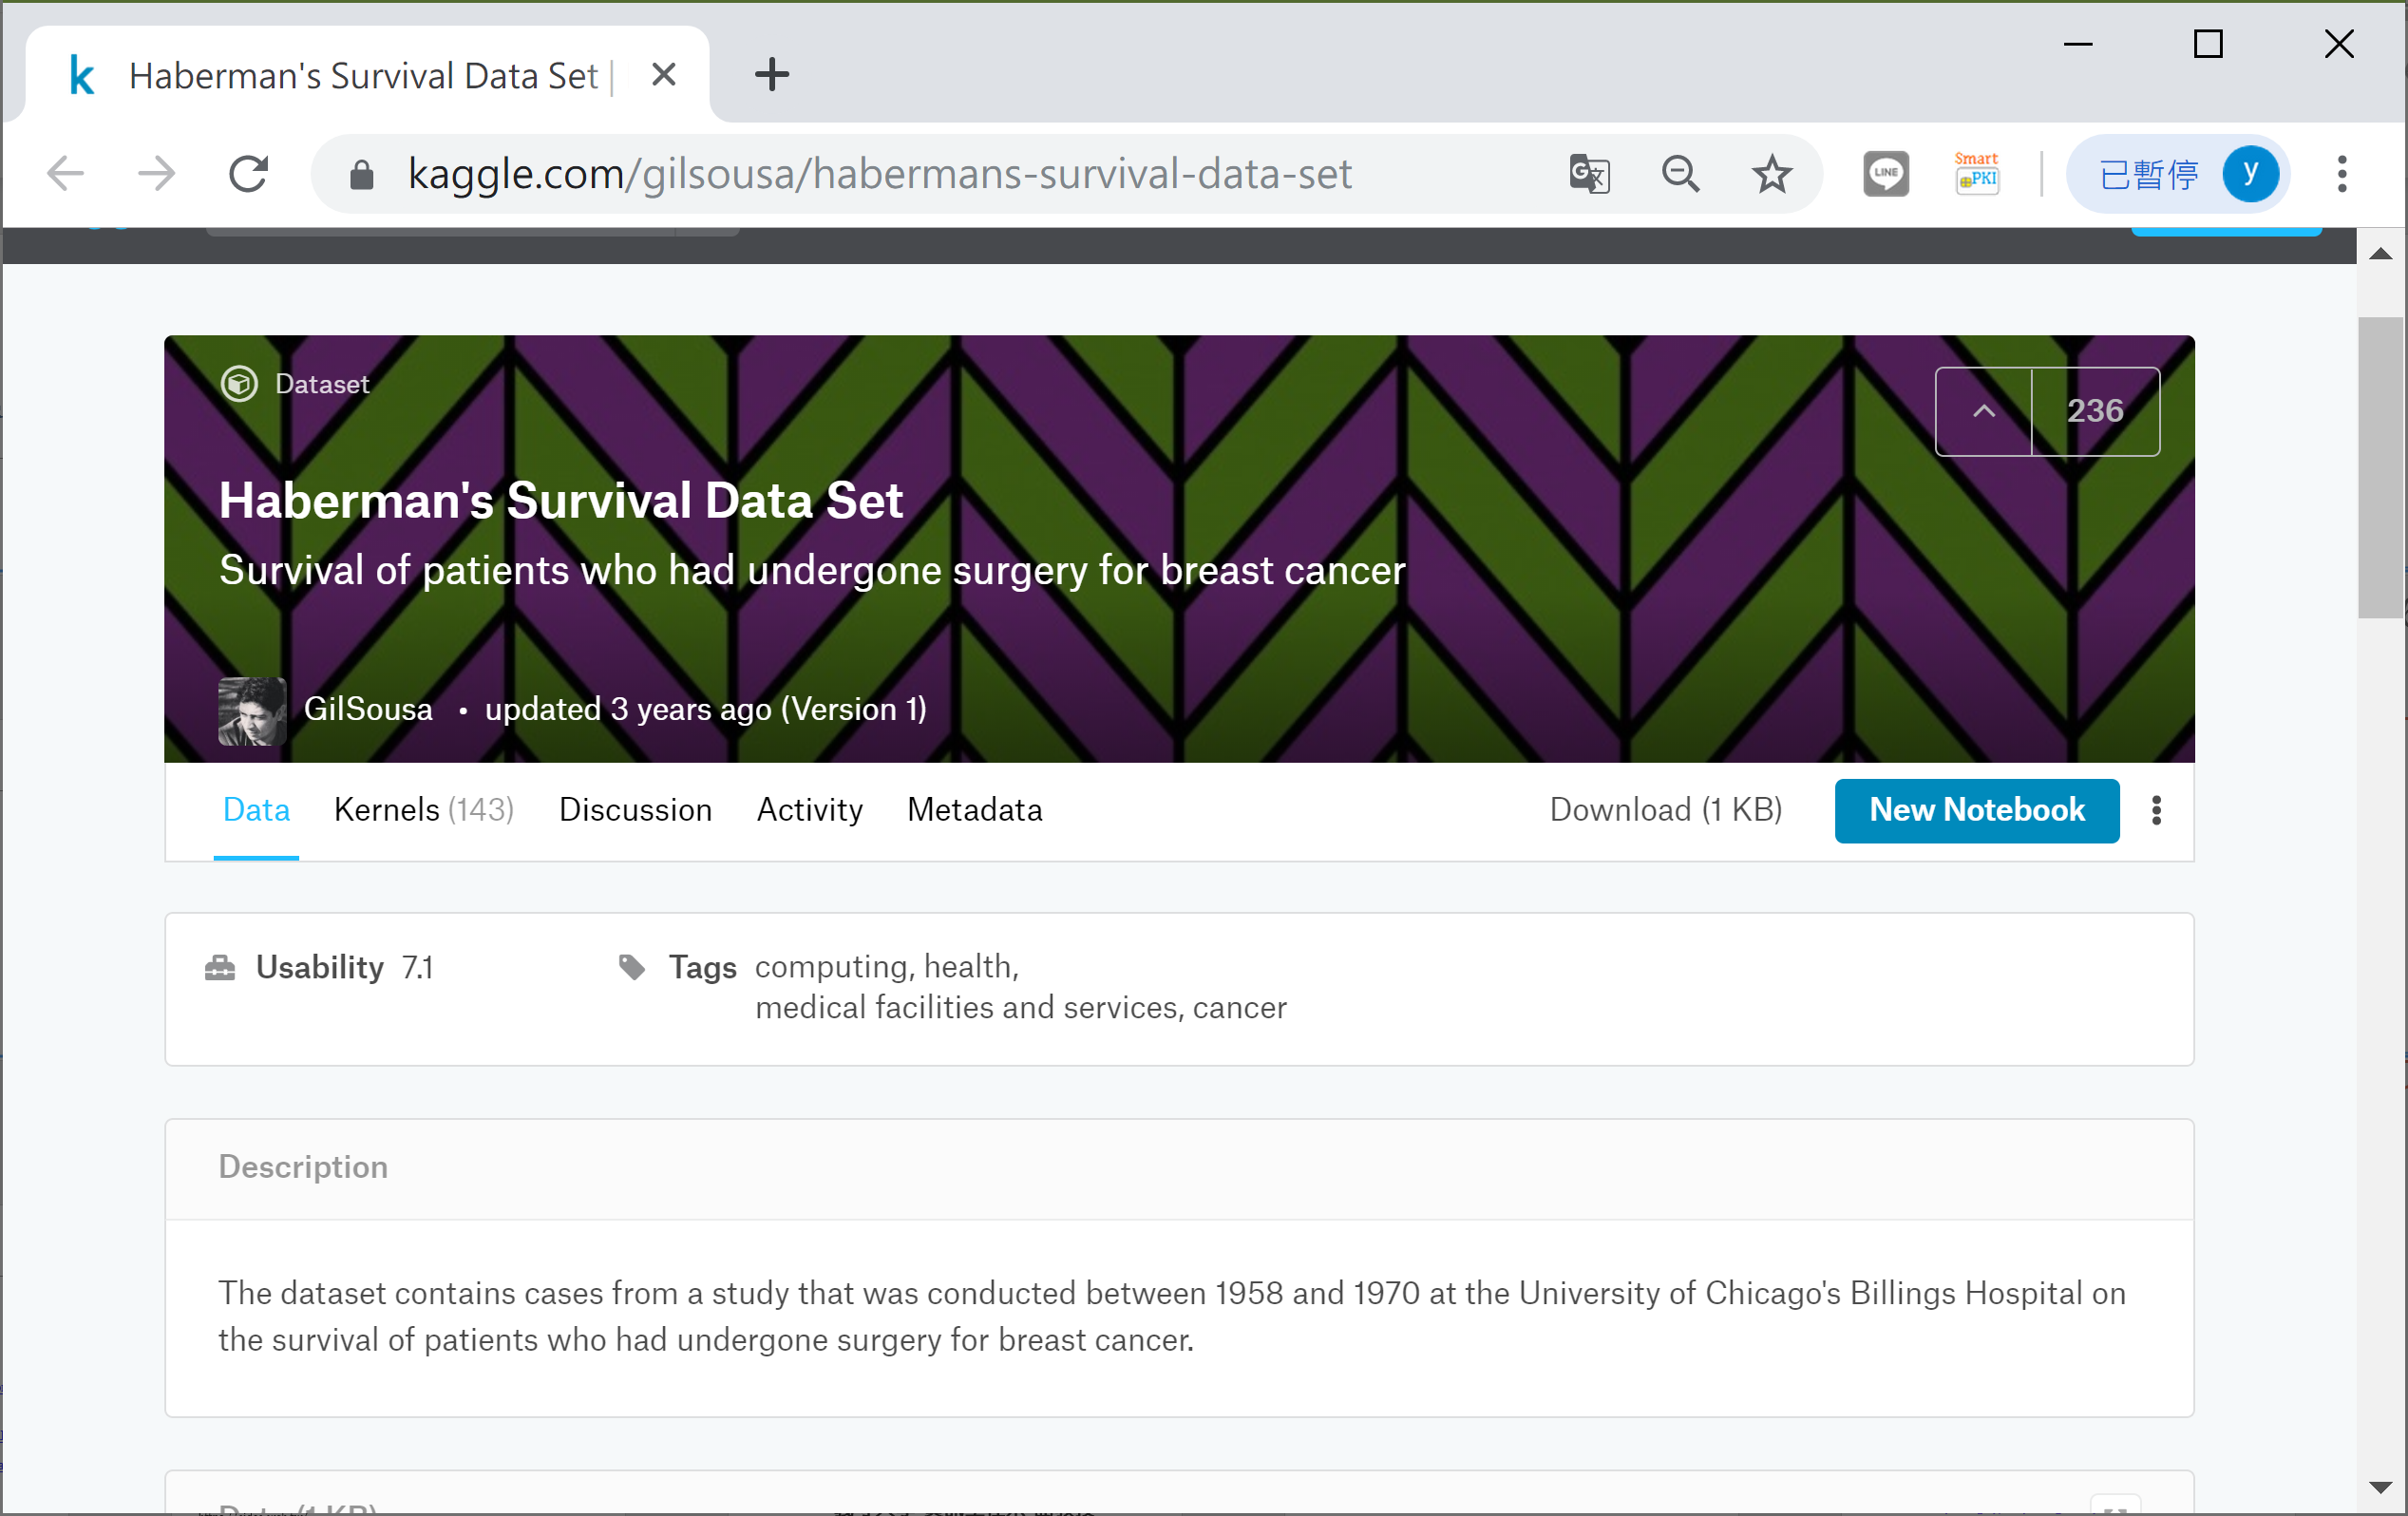 k Haberman's Survival Data Set |
kaggle.com/gilsousa/habermans-survival-data-set
LINE
Smart
PKI
已暫停 y
Dataset
236
Haberman's Survival Data Set
Survival of patients who had undergone surgery for breast cancer
GilSousa • updated 3 years ago (Version 1)
Data Kernels (143) Discussion Activity Metadata Download (1 KB) New Notebook
Usability 7.1 Tags computing, health,
medical facilities and services, cancer
Description
The dataset contains cases from a study that was conducted between 1958 and 1970 at the University of Chicago's Billings Hospital on
the survival of patients who had undergone surgery for breast cancer.
Data (1 KB)